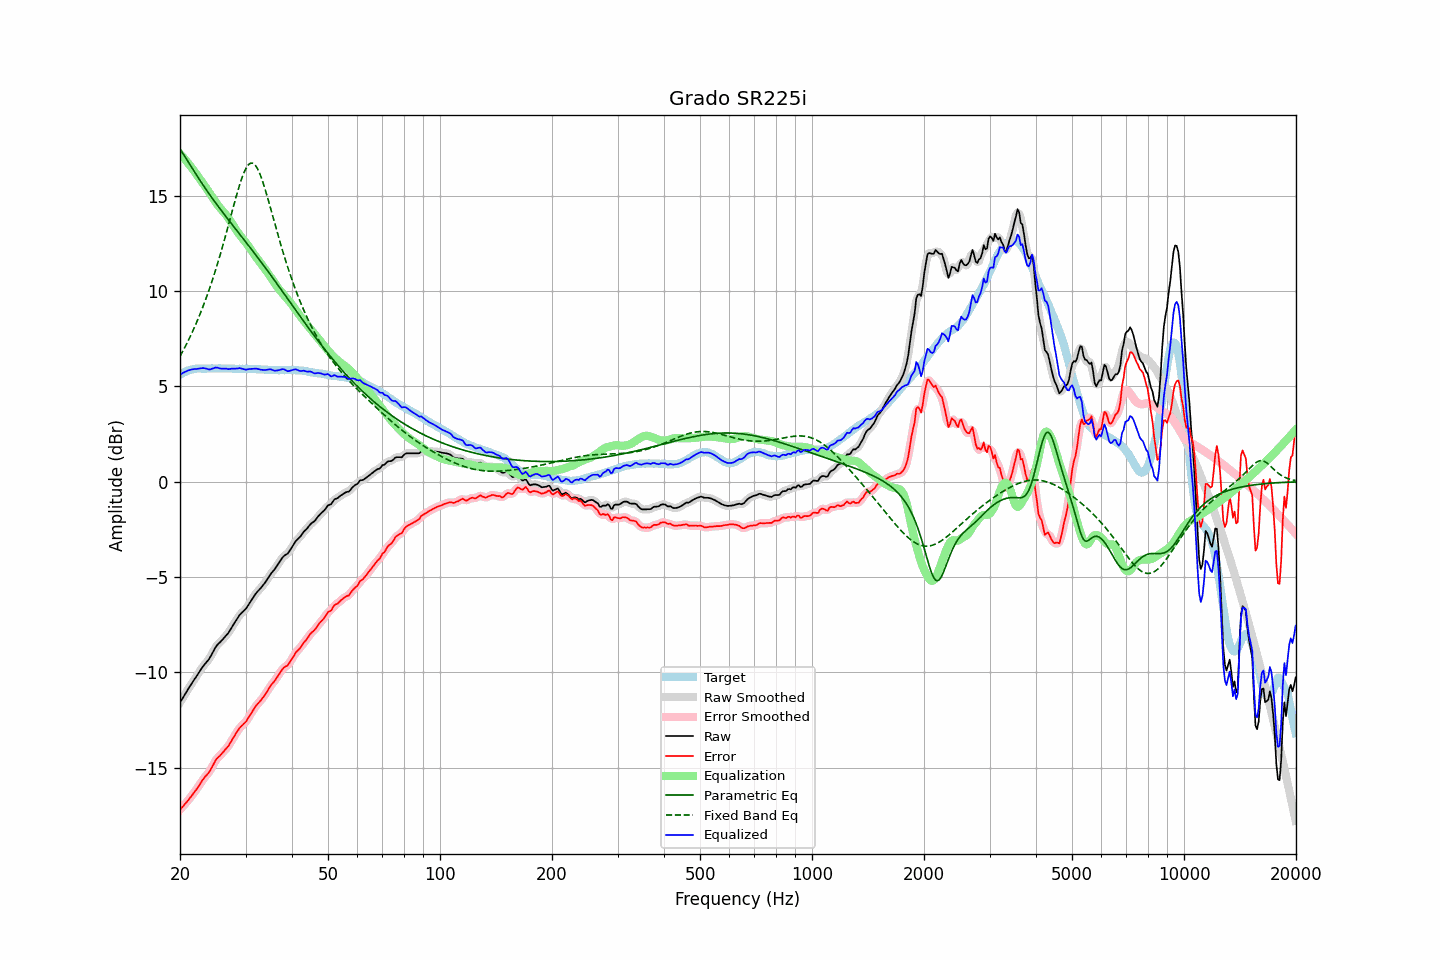 Grado SR225i
Amplitude (dBr)
15
10
5
0
−5
−10
−15
Target
Raw Smoothed
Error Smoothed
Raw
Error
Equalization
Parametric Eq
Fixed Band Eq
Equalized
20 50 100 200 500 1000 2000 5000 10000 20000
Frequency (Hz)